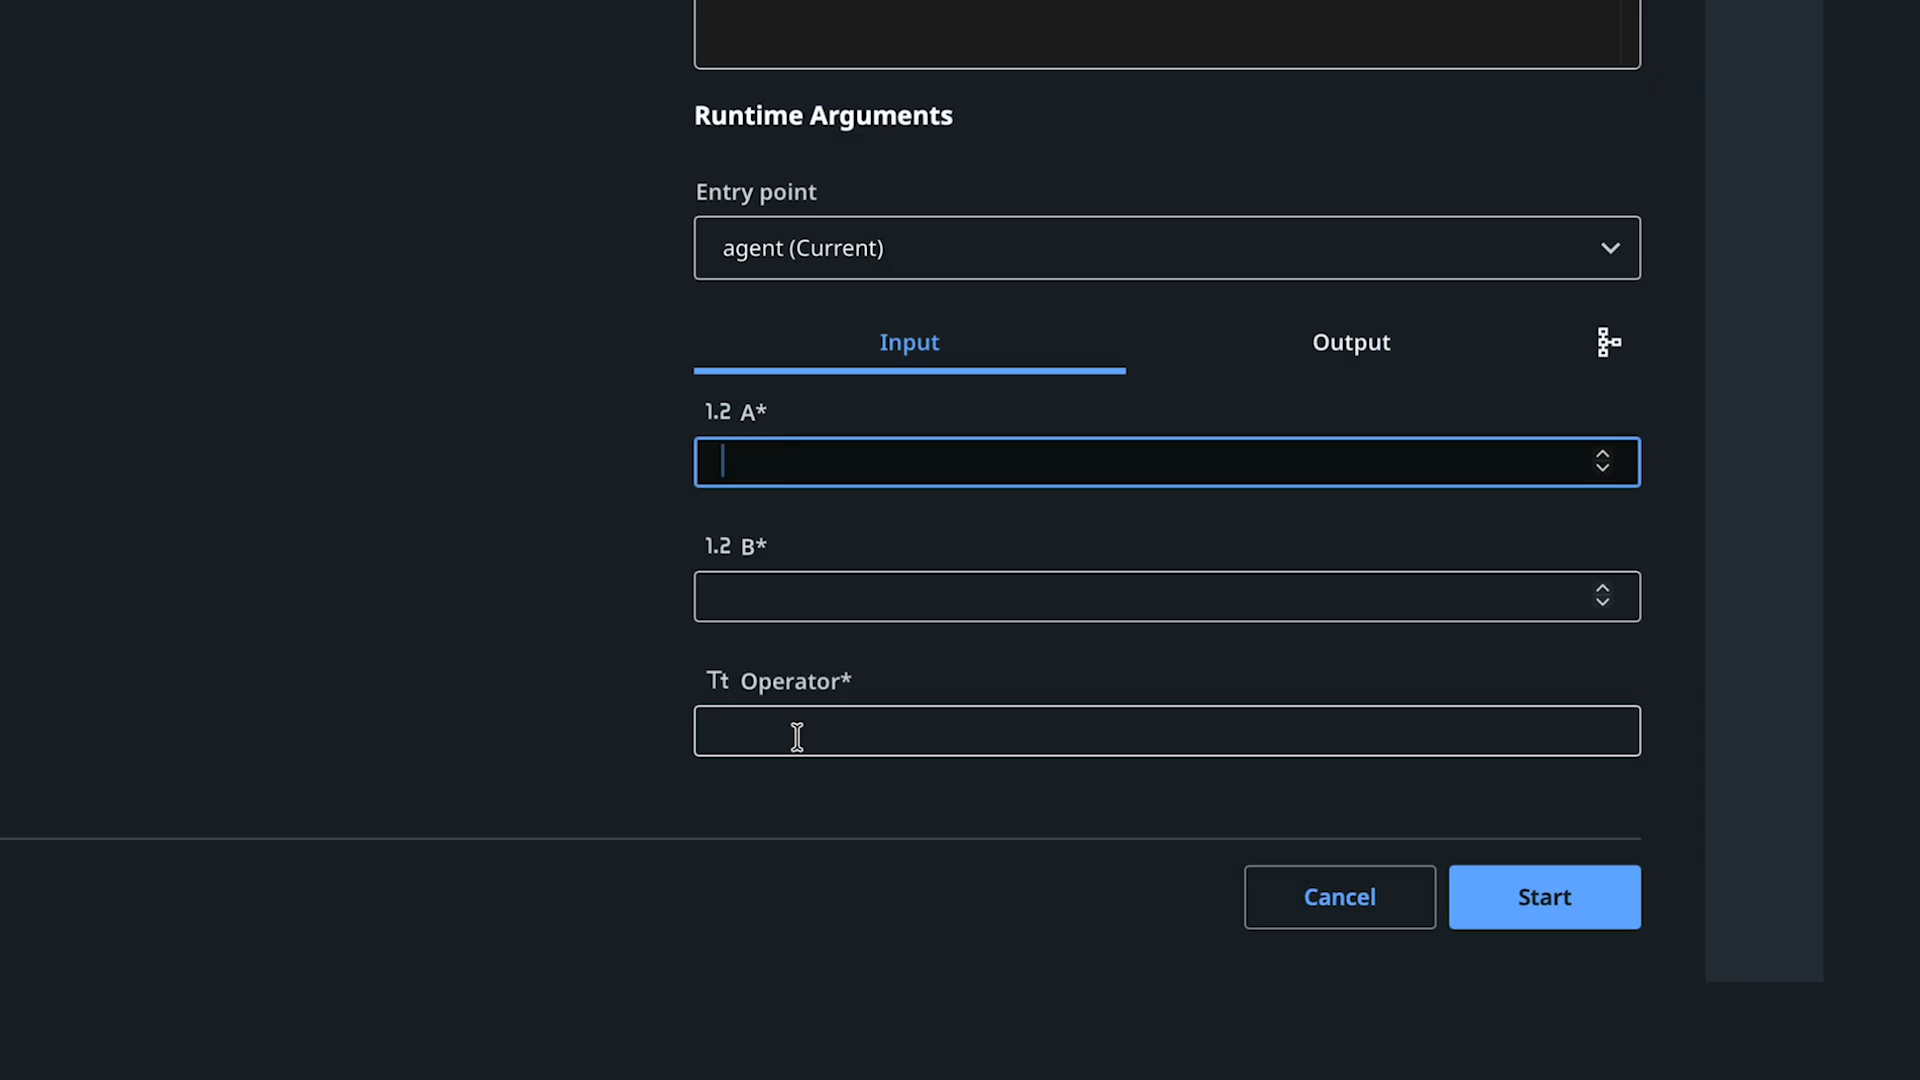 Runtime Arguments
Entry point
agent (Current)
Input
Output
1.2 A*
1.2 B*
Tt Operator*
Cancel
Start